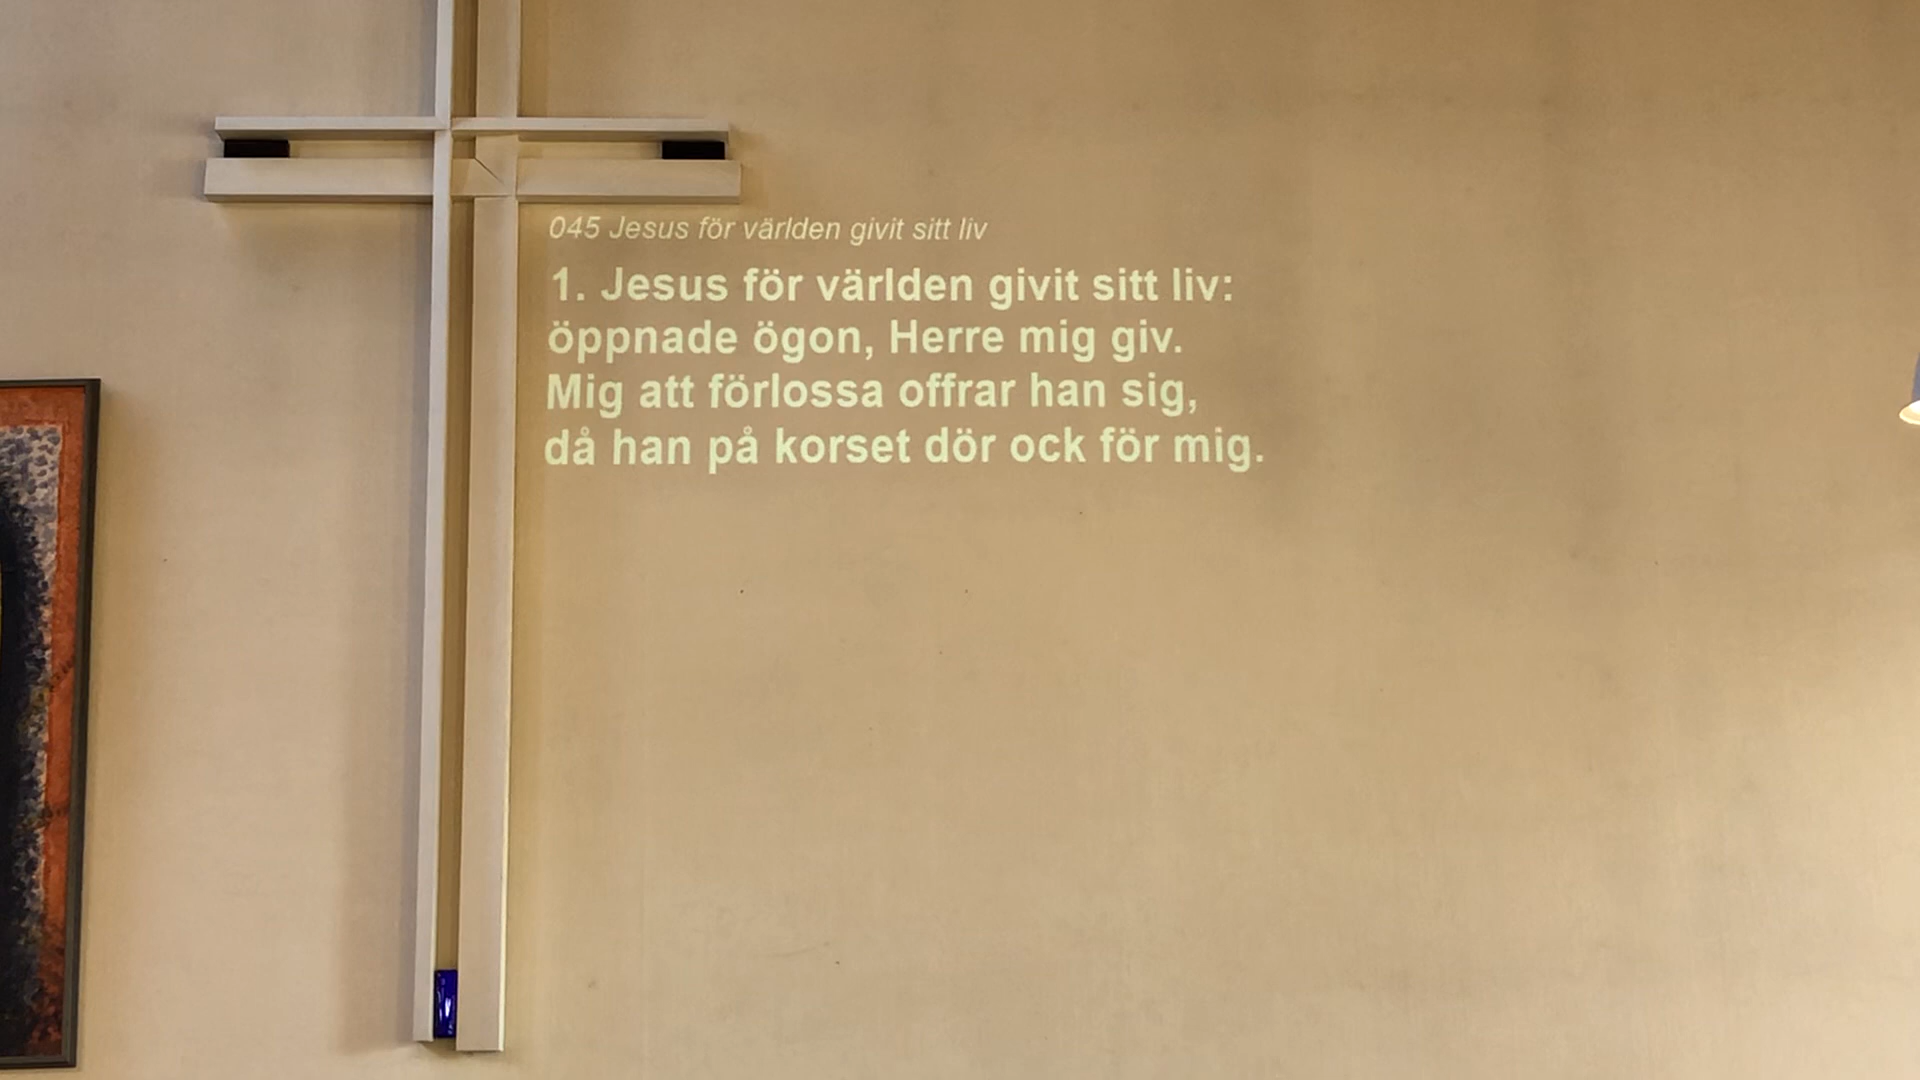 045 Jesus för världen givit sitt liv
1. Jesus för världen givit sitt liv:
öppnade ögon, Herre mig giv.
Mig att förlossa offrar han sig,
då han på korset dör ock för mig.